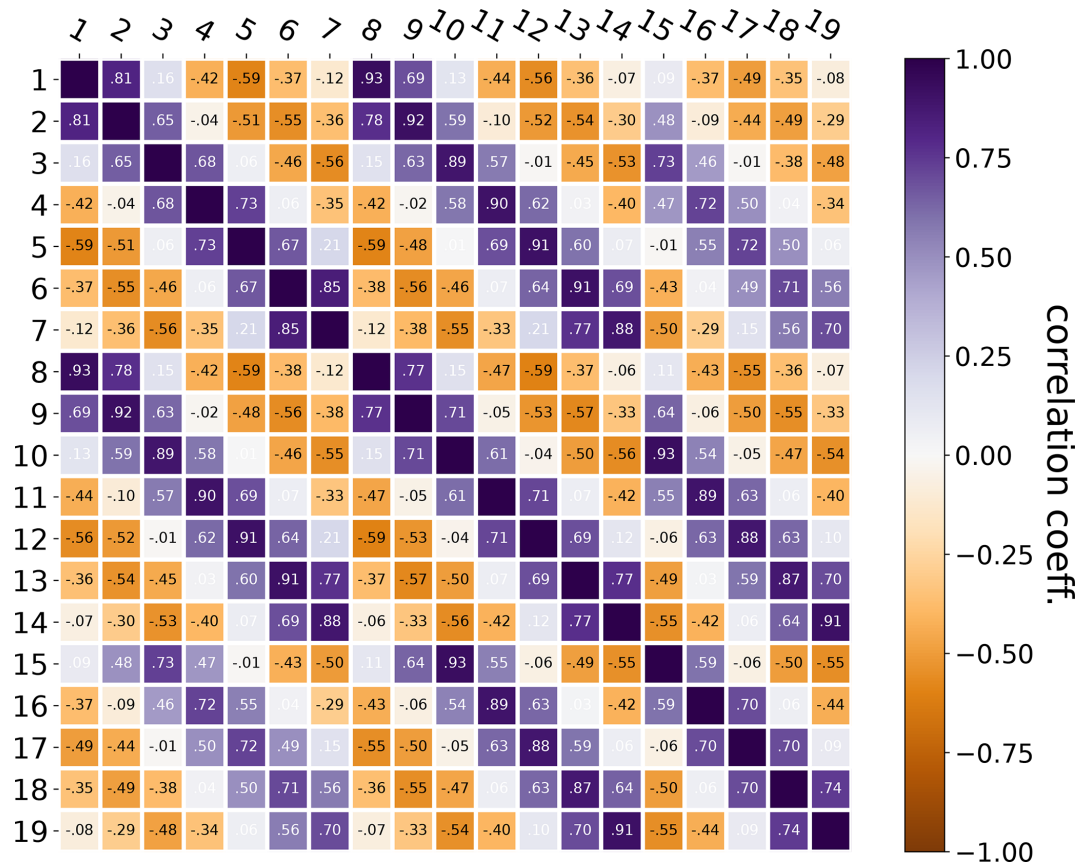 1 2 3 4 5 6 7 8 9 10 11 12 13 14 15 16 17 18 19
1 .81 .16 -.42 -.59 -.37 -.12 .93 .69 .13 -.44 -.56 -.36 -.07 .09 -.37 -.49 -.35 -.08
2 .81 .65 -.04 -.51 -.55 -.36 .78 .92 .59 -.10 -.52 -.54 -.30 .48 -.09 -.44 -.49 -.29
3 .16 .65 .68 .06 -.46 -.56 .15 .63 .89 .57 -.01 -.45 -.53 .73 .46 -.01 -.38 -.48
4 -.42 -.04 .68 .73 .06 -.35 -.42 -.02 .58 .90 .62 .03 -.40 .47 .72 .50 .04 -.34
5 -.59 -.51 .06 .73 .67 .21 -.59 -.48 .01 .69 .91 .60 .07 -.01 .55 .72 .50 .06
6 -.37 -.55 -.46 .06 .67 .85 -.38 -.56 -.46 .07 .64 .91 .69 -.43 .04 .49 .71 .56
7 -.12 -.36 -.56 -.35 .21 .85 -.12 -.38 -.55 -.33 .21 .77 .88 -.50 -.29 .15 .56 .70
8 .93 .78 .15 -.42 -.59 -.38 -.12 .77 .15 -.47 -.59 -.37 -.06 .11 -.43 -.55 -.36 -.07
9 .69 .92 .63 -.02 -.48 -.56 -.38 .77 .71 -.05 -.53 -.57 -.33 .64 -.06 -.50 -.55 -.33
10 .13 .59 .89 .58 .01 -.46 -.55 .15 .71 .61 -.04 -.50 -.56 .93 .54 -.05 -.47 -.54
11 -.44 -.10 .57 .90 .69 .07 -.33 -.47 -.05 .61 .71 .07 -.42 .55 .89 .63 .06 -.40
12 -.56 -.52 -.01 .62 .91 .64 .21 -.59 -.53 -.04 .71 .69 .12 -.06 .63 .88 .63 .10
13 -.36 -.54 -.45 .03 .60 .91 .77 -.37 -.57 -.50 .07 .69 .77 -.49 .03 .59 .87 .70
14 -.07 -.30 -.53 -.40 .07 .69 .88 -.06 -.33 -.56 -.42 .12 .77 -.55 -.42 .06 .64 .91
15 .09 .48 .73 .47 -.01 -.43 -.50 .11 .64 .93 .55 -.06 -.49 -.55 .59 -.06 -.50 -.55
16 -.37 -.09 .46 .72 .55 .04 -.29 -.43 -.06 .54 .89 .63 .03 -.42 .59 .70 .06 -.44
17 -.49 -.44 -.01 .50 .72 .49 .15 -.55 -.50 -.05 .63 .88 .59 .06 -.06 .70 .70 .09
18 -.35 -.49 -.38 .04 .50 .71 .56 -.36 -.55 -.47 .06 .63 .87 .64 -.50 .06 .70 .74
19 -.08 -.29 -.48 -.34 .06 .56 .70 -.07 -.33 -.54 -.40 .10 .70 .91 -.55 -.44 .09 .74
1.00
0.75
0.50
0.25
0.00
−0.25
−0.50
−0.75
−1.00
correlation coeff.